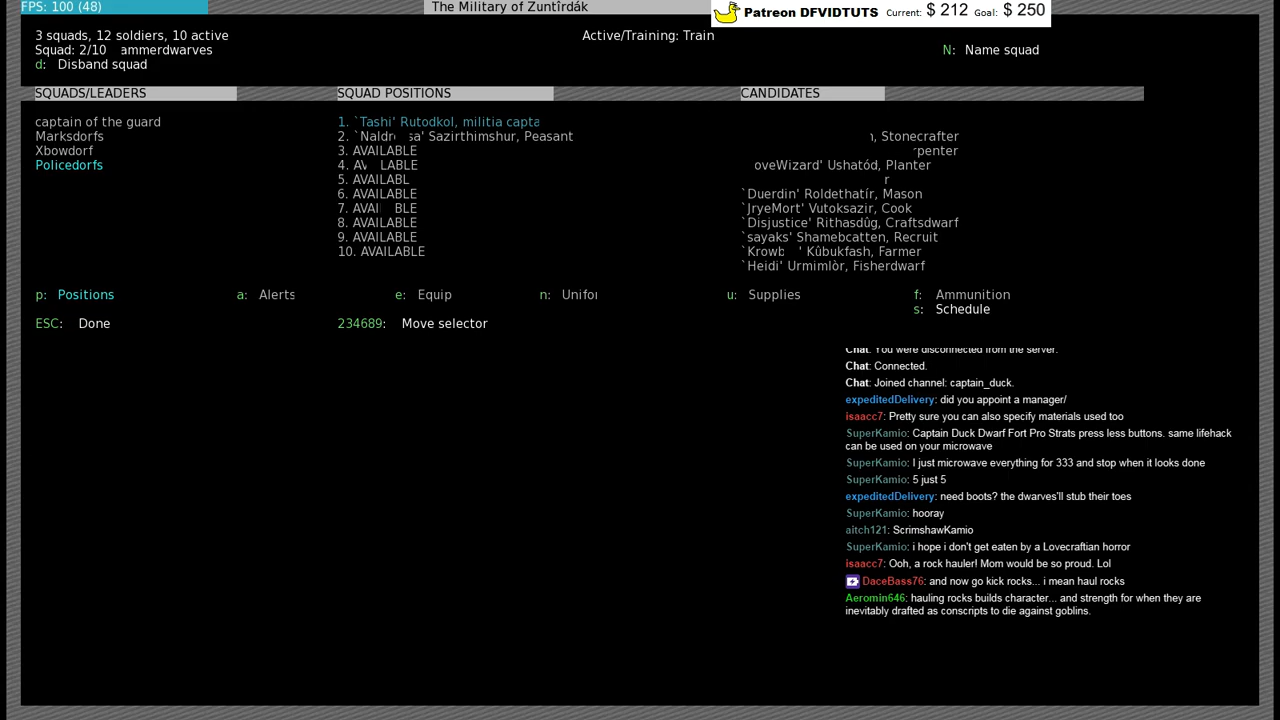 FPS: 100 (48)
The Military of Zuntîrdák
Patreon DFVIDTUTS Current: $ 212 Goal: $ 250
3 squads, 12 soldiers, 10 active
Active/Training: Train
Squad: 2/10 ammerdwarves
N: Name squad
d: Disband squad
SQUADS/LEADERS SQUAD POSITIONS CANDIDATES
captain of the guard 1. `Tashi' Rutodkol, militia capta
Marksdorfs 2. `Naldr sa' Sazirthimshur, Peasant n, Stonecrafter
Xbowdorf 3. AVAILABLE rpenter
Policedorfs 4. AV LABLE oveWizard' Ushatód, Planter
5. AVAILABL r
6. AVAILABLE `Duerdin' Roldethatír, Mason
7. AVAI BLE `JryeMort' Vutoksazir, Cook
8. AVAILABLE `Disjustice' Rithasdûg, Craftsdwarf
9. AVAILABLE `sayaks' Shamebcatten, Recruit
10. AVAILABLE `Krowb ' Kûbukfash, Farmer
`Heidi' Urmimlòr, Fisherdwarf
p: Positions a: Alerts e: Equip n: Unifor u: Supplies f: Ammunition
s: Schedule
ESC: Done 234689: Move selector
Chat: You were disconnected from the server.
Chat: Connected.
Chat: Joined channel: captain_duck.
expeditedDelivery: did you appoint a manager/
isaacc7: Pretty sure you can also specify materials used too
SuperKamio: Captain Duck Dwarf Fort Pro Strats press less buttons. same lifehack
can be used on your microwave
SuperKamio: I just microwave everything for 333 and stop when it looks done
SuperKamio: 5 just 5
expeditedDelivery: need boots? the dwarves'll stub their toes
SuperKamio: hooray
aitch121: ScrimshawKamio
SuperKamio: i hope i don't get eaten by a Lovecraftian horror
isaacc7: Ooh, a rock hauler! Mom would be so proud. Lol
DaceBass76: and now go kick rocks... i mean haul rocks
Aeromin646: hauling rocks builds character... and strength for when they are
inevitably drafted as conscripts to die against goblins.